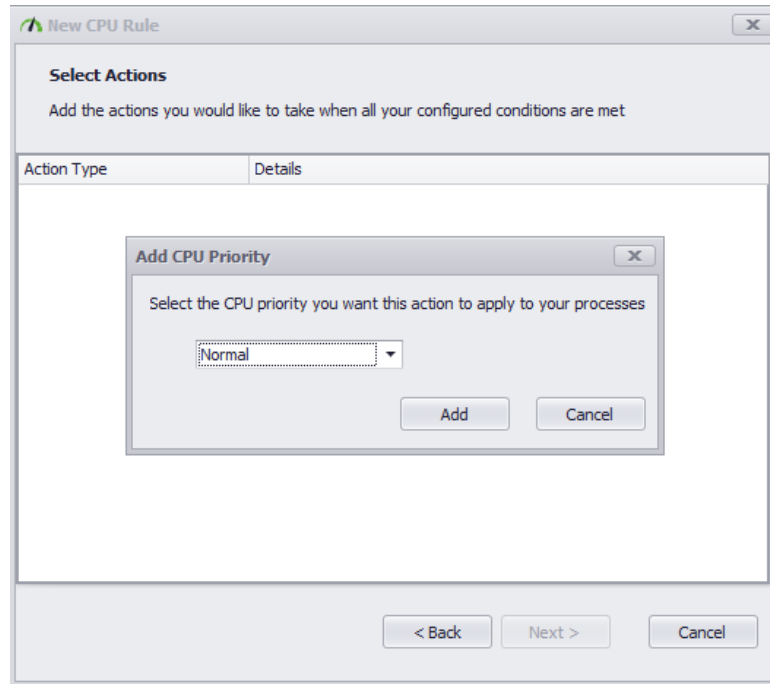 New CPU Rule
Select Actions
Add the actions you would like to take when all your configured conditions are met
Action Type Details
Add CPU Priority
Select the CPU priority you want this action to apply to your processes
Normal
Add Cancel
< Back Next > Cancel